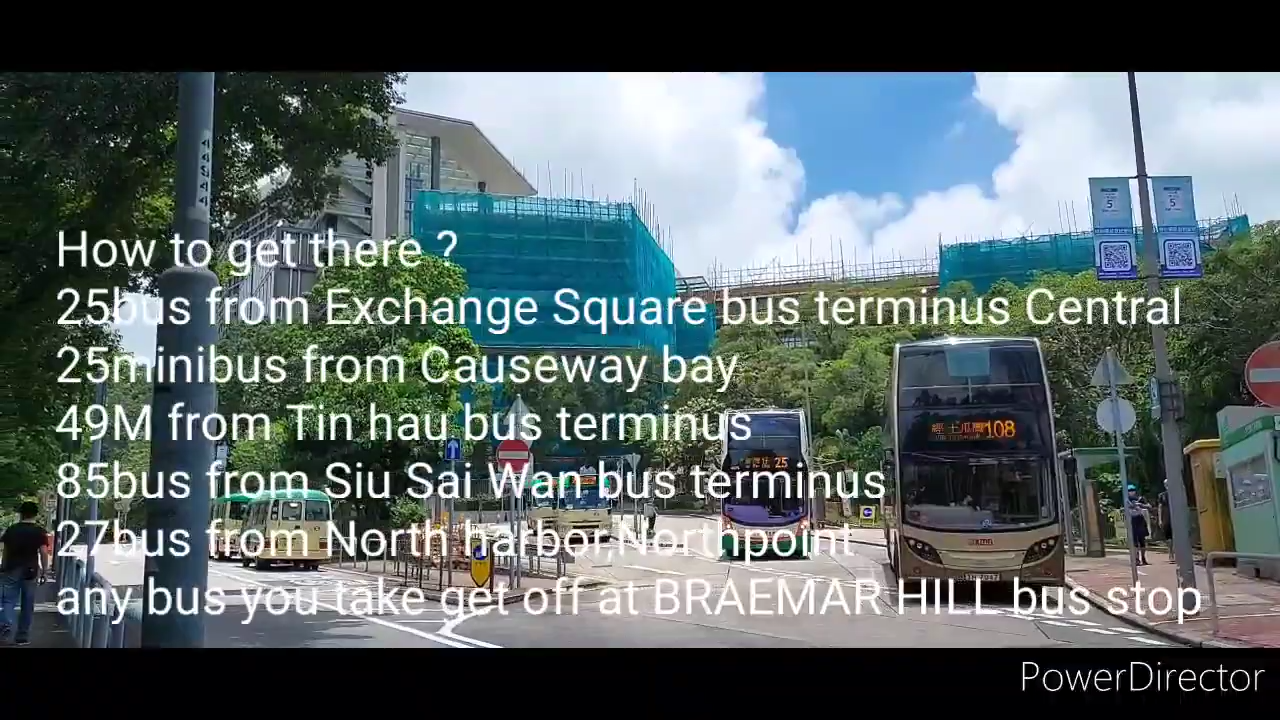 How to get there ?
25bus from Exchange Square bus terminus Central
25minibus from Causeway bay
49M from Tin hau bus terminus
85bus from Siu Sai Wan bus terminus
27bus from North harbor,Northpoint
any bus you take get off at BRAEMAR HILL bus stop
5
5
108
25
PowerDirector